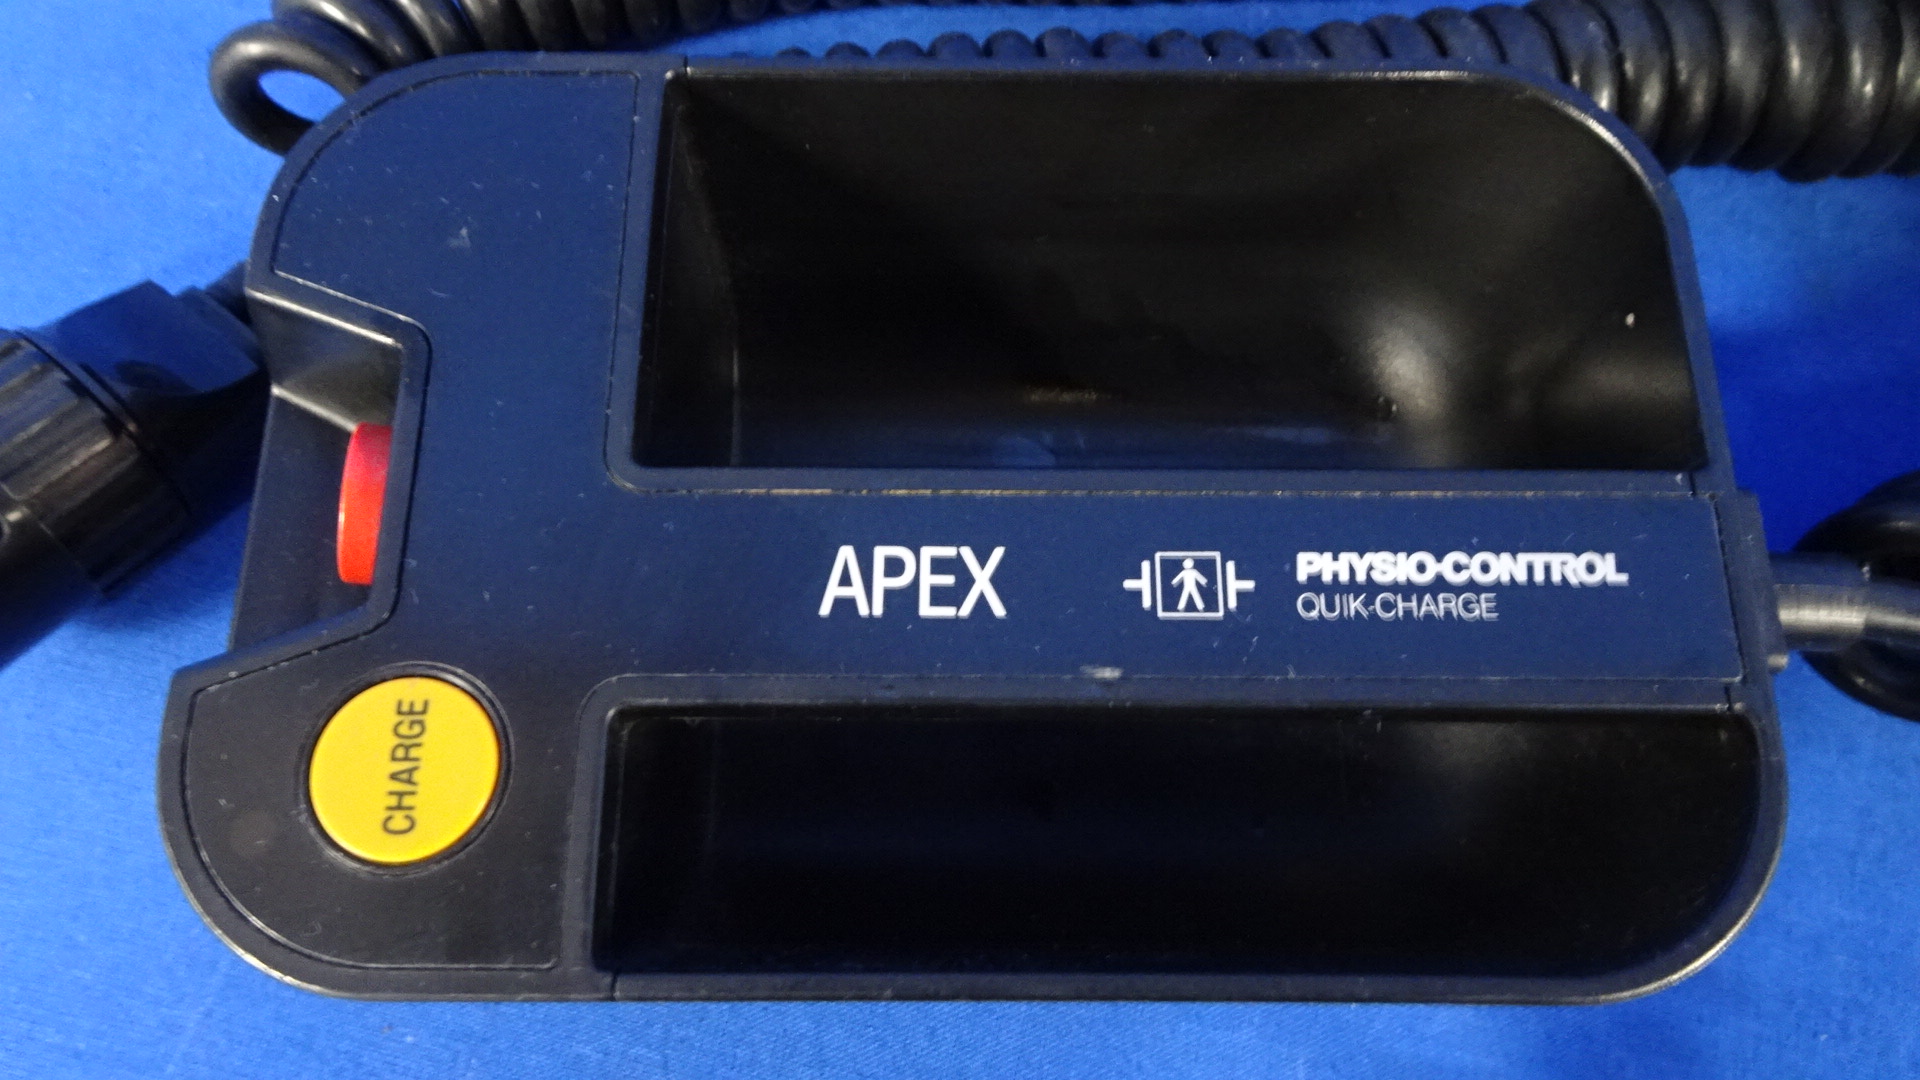 APEX
PHYSIO-CONTROL
QUIK-CHARGE
CHARGE